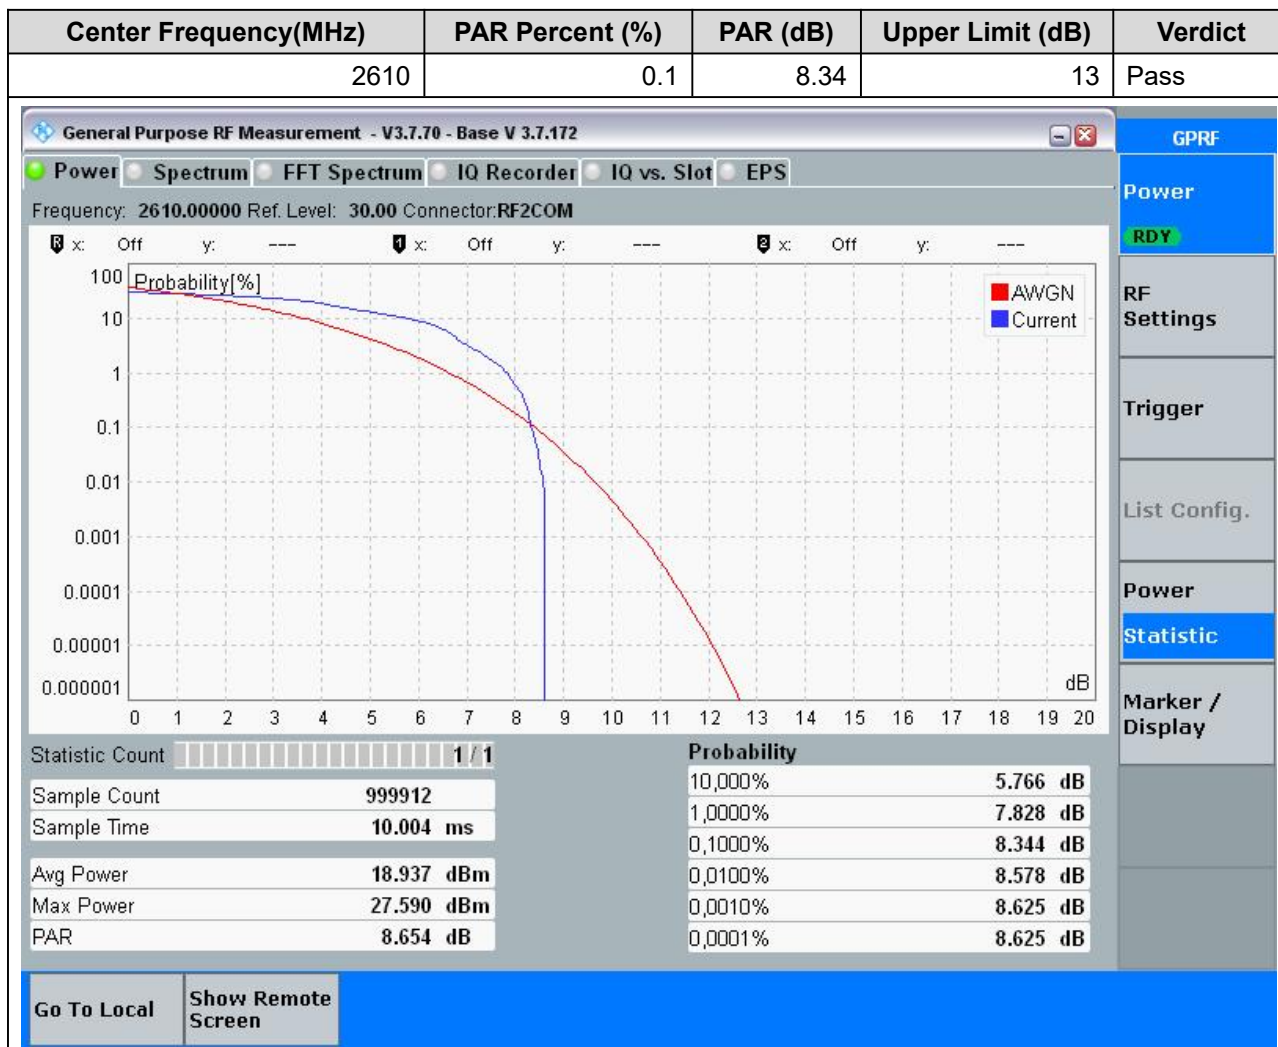 Center Frequency(MHz) PAR Percent (%) PAR (dB) Upper Limit (dB) Verdict
2610 0.1 8.34 13 Pass
General Purpose RF Measurement - V3.7.70 - Base V 3.7.172
GPRF
Power Spectrum FFT Spectrum IQ Recorder IQ vs. Slot EPS
Power
RDY
Frequency: 2610.00000 Ref. Level: 30.00 Connector:RF2COM
R x: Off y: --- 1 x: Off y: --- 2 x: Off y: ---
100 Probability[%]
AWGN
Current
10
1
0.1
0.01
0.001
0.0001
0.00001
0.000001
dB
0 1 2 3 4 5 6 7 8 9 10 11 12 13 14 15 16 17 18 19 20
RF
Settings
Trigger
List Config.
Power
Statistic
Marker /
Display
Statistic Count 1 / 1
Sample Count 999912
Sample Time 10.004 ms
Avg Power 18.937 dBm
Max Power 27.590 dBm
PAR 8.654 dB
Probability
10,000% 5.766 dB
1,0000% 7.828 dB
0,1000% 8.344 dB
0,0100% 8.578 dB
0,0010% 8.625 dB
0,0001% 8.625 dB
Go To Local
Show Remote
Screen